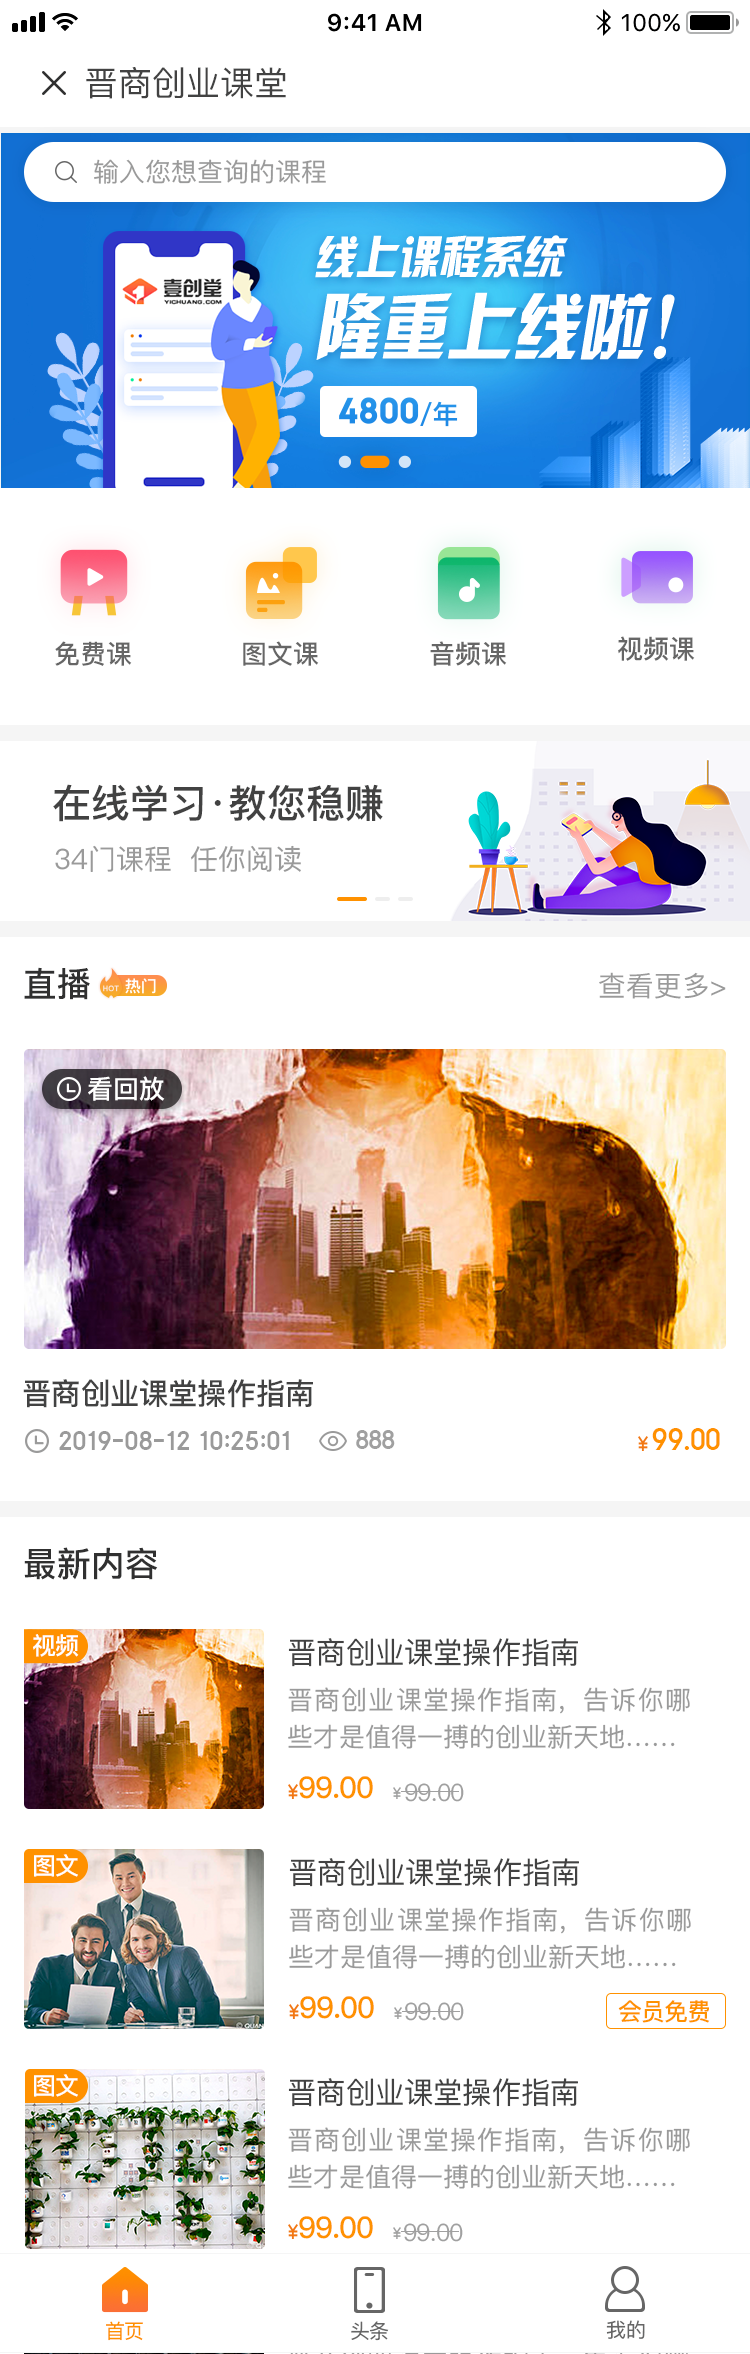 9:41 AM
100%
晋商创业课堂
输入您想查询的课程
线上课程系统
壹创堂
YICHUANG.COM
隆重上线啦!
4800/年
免费课
图文课
音频课
视频课
在线学习·教您稳赚
34门课程 任你阅读
直播
HOT 热门
查看更多>
看回放
晋商创业课堂操作指南
2019-08-12 10:25:01
888
¥99.00
最新内容
视频
晋商创业课堂操作指南
晋商创业课堂操作指南，告诉你哪
些才是值得一搏的创业新天地......
¥99.00 ¥99.00
图文
晋商创业课堂操作指南
晋商创业课堂操作指南，告诉你哪
些才是值得一搏的创业新天地......
¥99.00 ¥99.00
会员免费
图文
晋商创业课堂操作指南
晋商创业课堂操作指南，告诉你哪
些才是值得一搏的创业新天地......
¥99.00 ¥99.00
首页
头条
我的